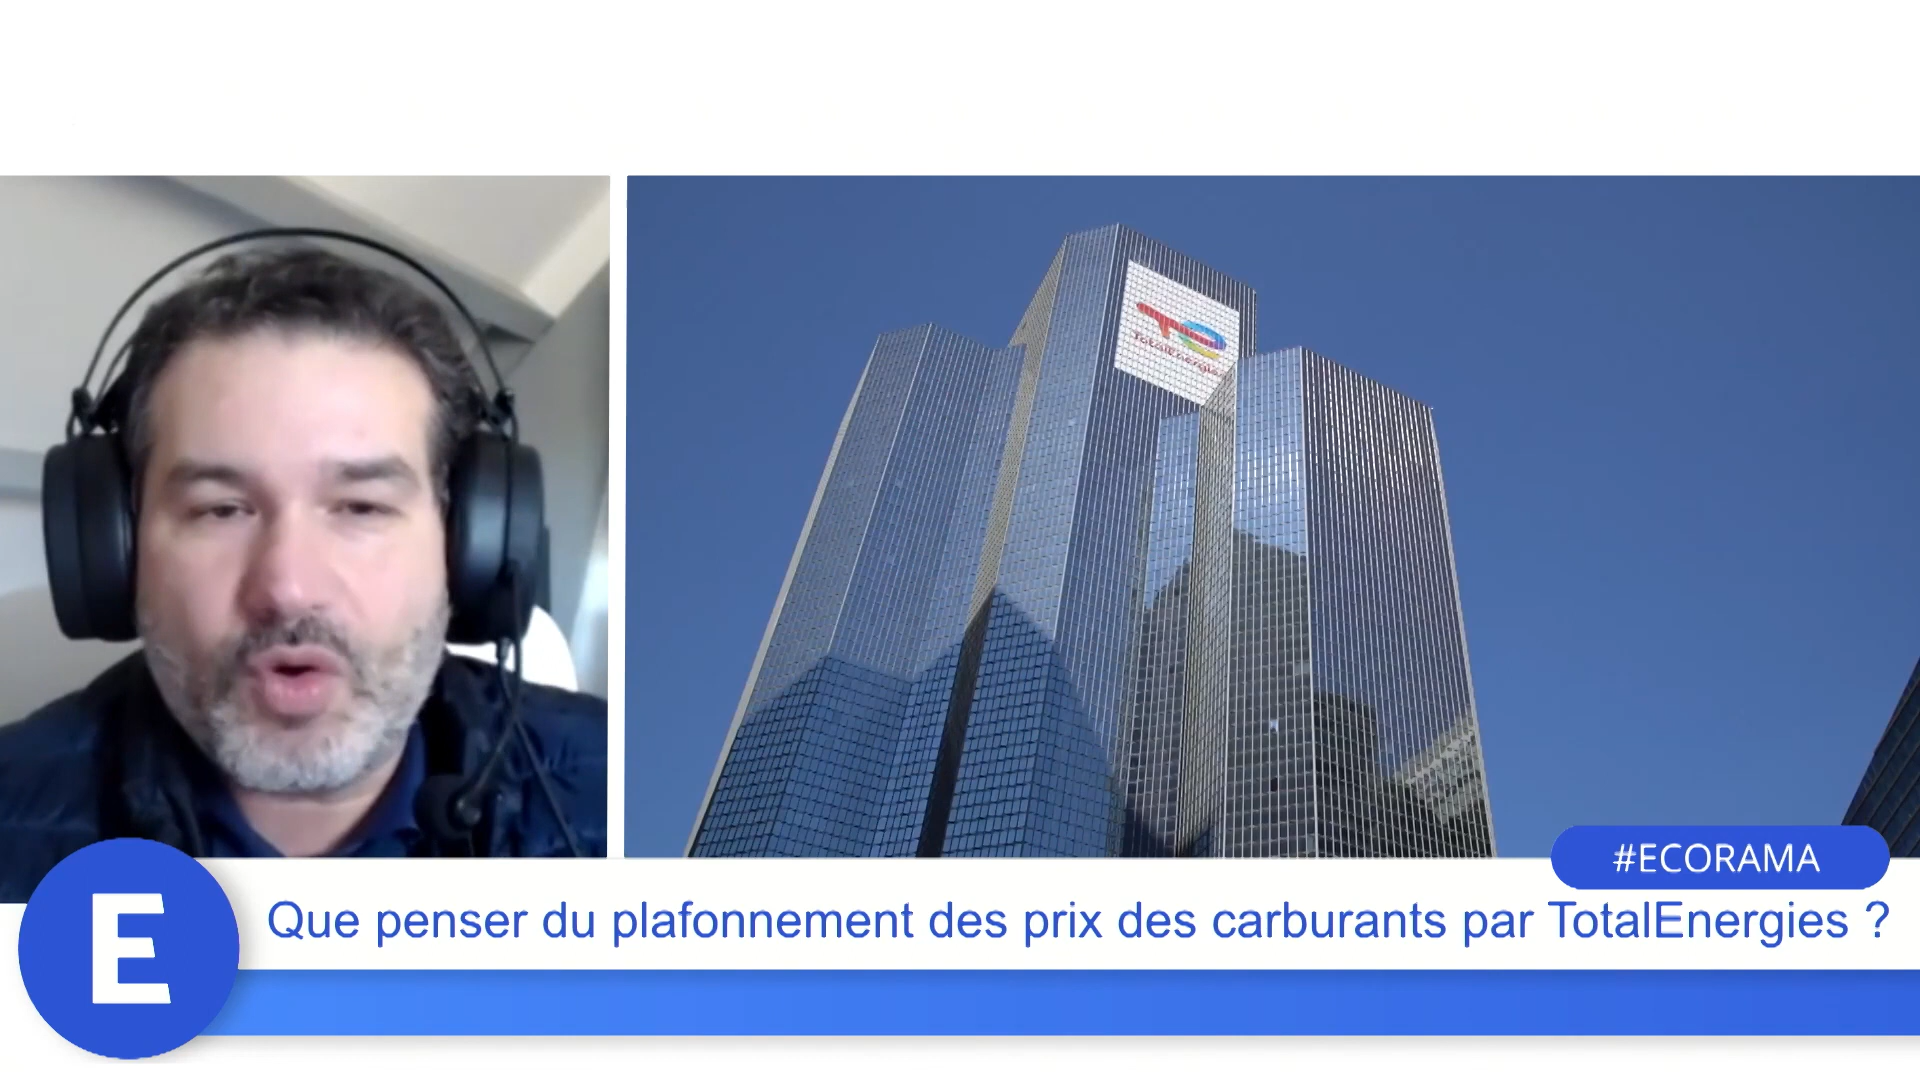 TotalEnergies
#ECORAMA
Que penser du plafonnement des prix des carburants par TotalEnergies ?
E